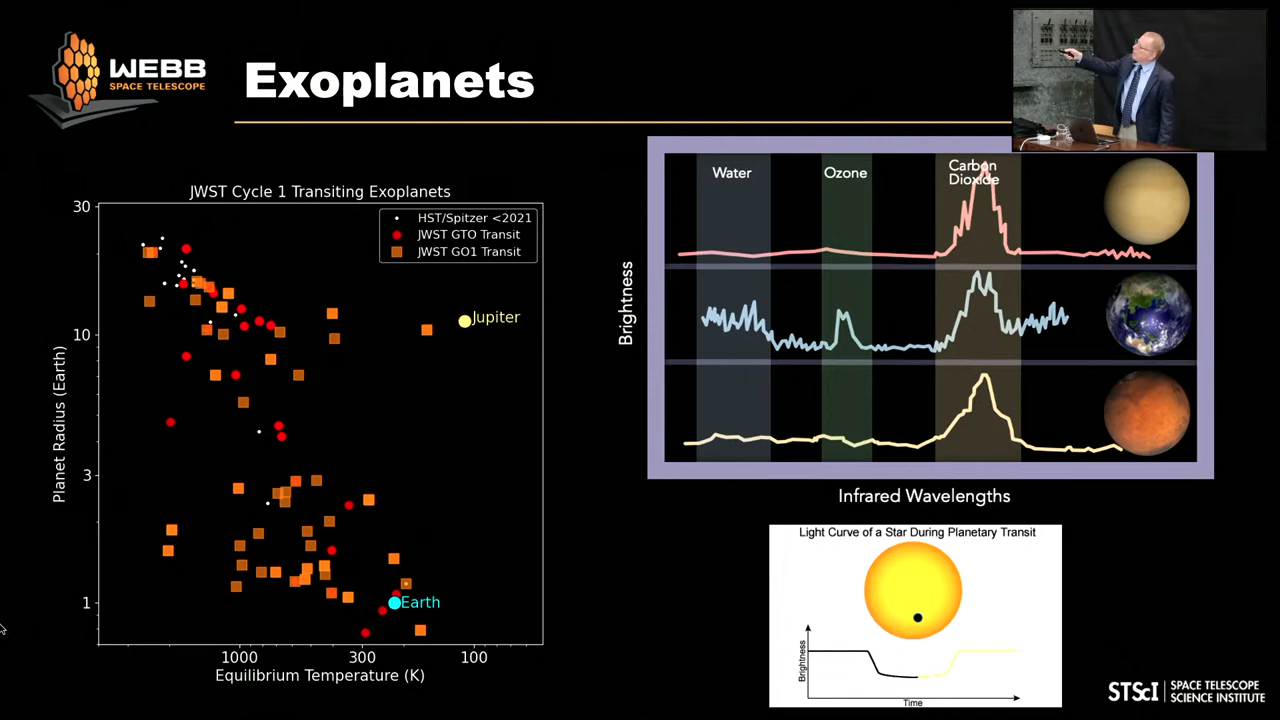 WEBB
SPACE TELESCOPE
Exoplanets
JWST Cycle 1 Transiting Exoplanets
30
10
3
1
Planet Radius (Earth)
HST/Spitzer <2021
JWST GTO Transit
JWST GO1 Transit
Jupiter
Earth
1000
300
100
Equilibrium Temperature (K)
Brightness
Water
Ozone
Carbon
Dioxide
Infrared Wavelengths
Light Curve of a Star During Planetary Transit
Brightness
Time
STScI
SPACE TELESCOPE
SCIENCE INSTITUTE